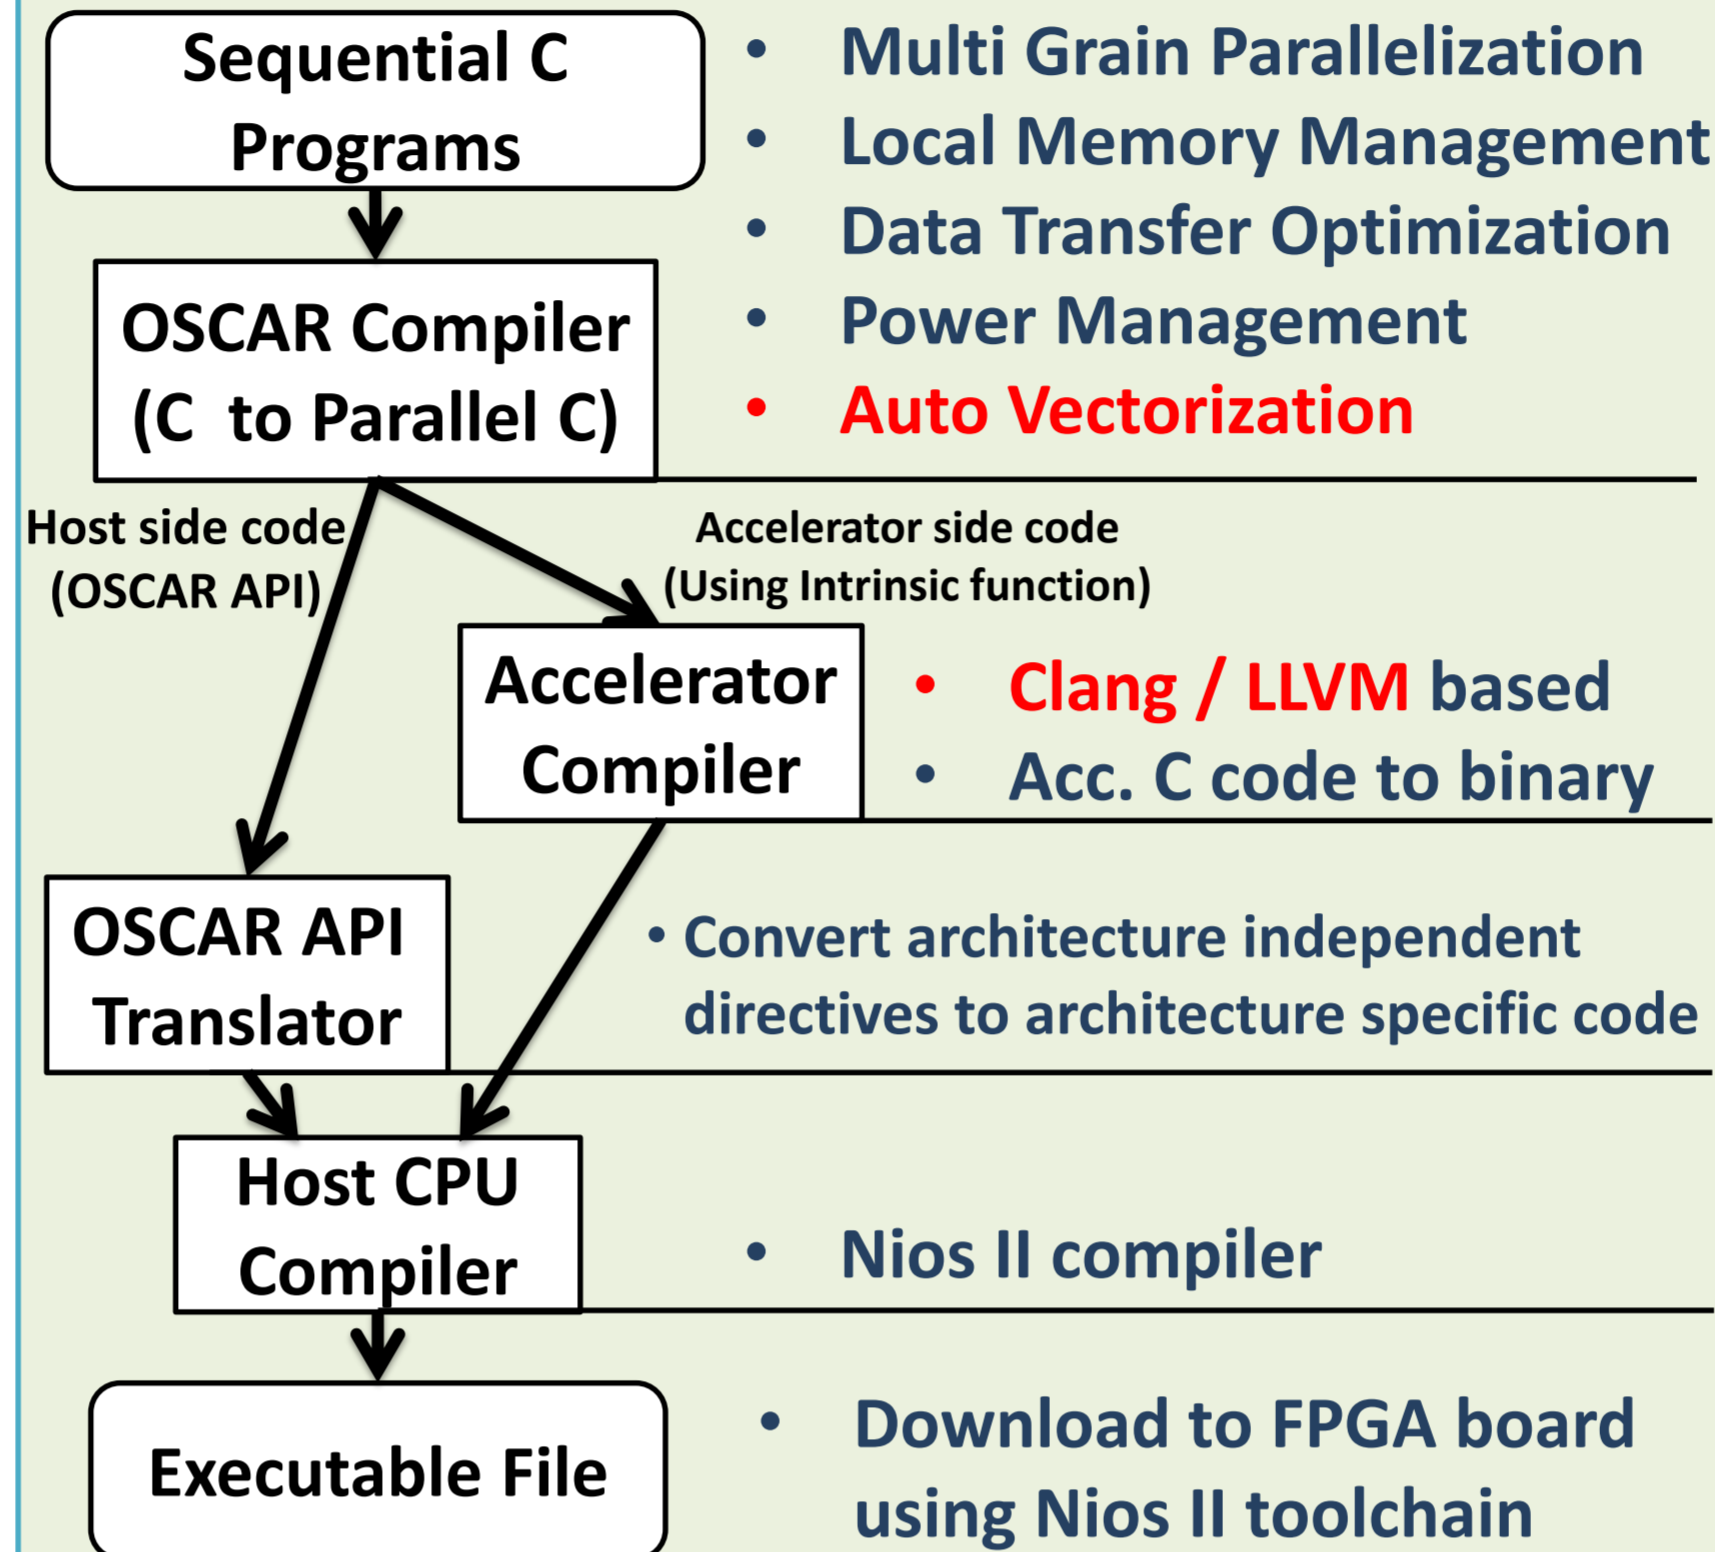 Sequential C
Programs
• Multi Grain Parallelization
• Local Memory Management
• Data Transfer Optimization
• Power Management
• Auto Vectorization
OSCAR Compiler
(C to Parallel C)
Host side code
(OSCAR API)
Accelerator side code
(Using Intrinsic function)
Accelerator
Compiler
• Clang / LLVM based
• Acc. C code to binary
OSCAR API
Translator
• Convert architecture independent
directives to architecture specific code
Host CPU
Compiler
• Nios II compiler
Executable File
• Download to FPGA board
using Nios II toolchain